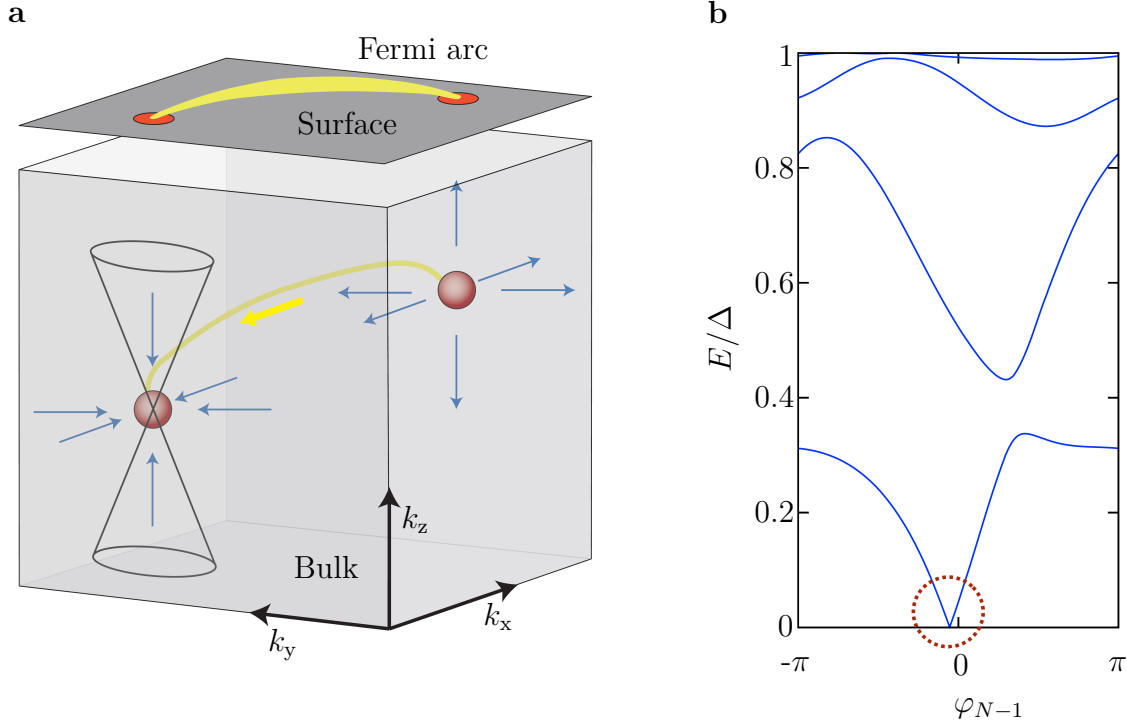 a
Fermi arc
Surface
Bulk
k_z
k_x
k_y
b
E/Δ
1
0.8
0.6
0.4
0.2
0
-π
0
π
φ_{N−1}